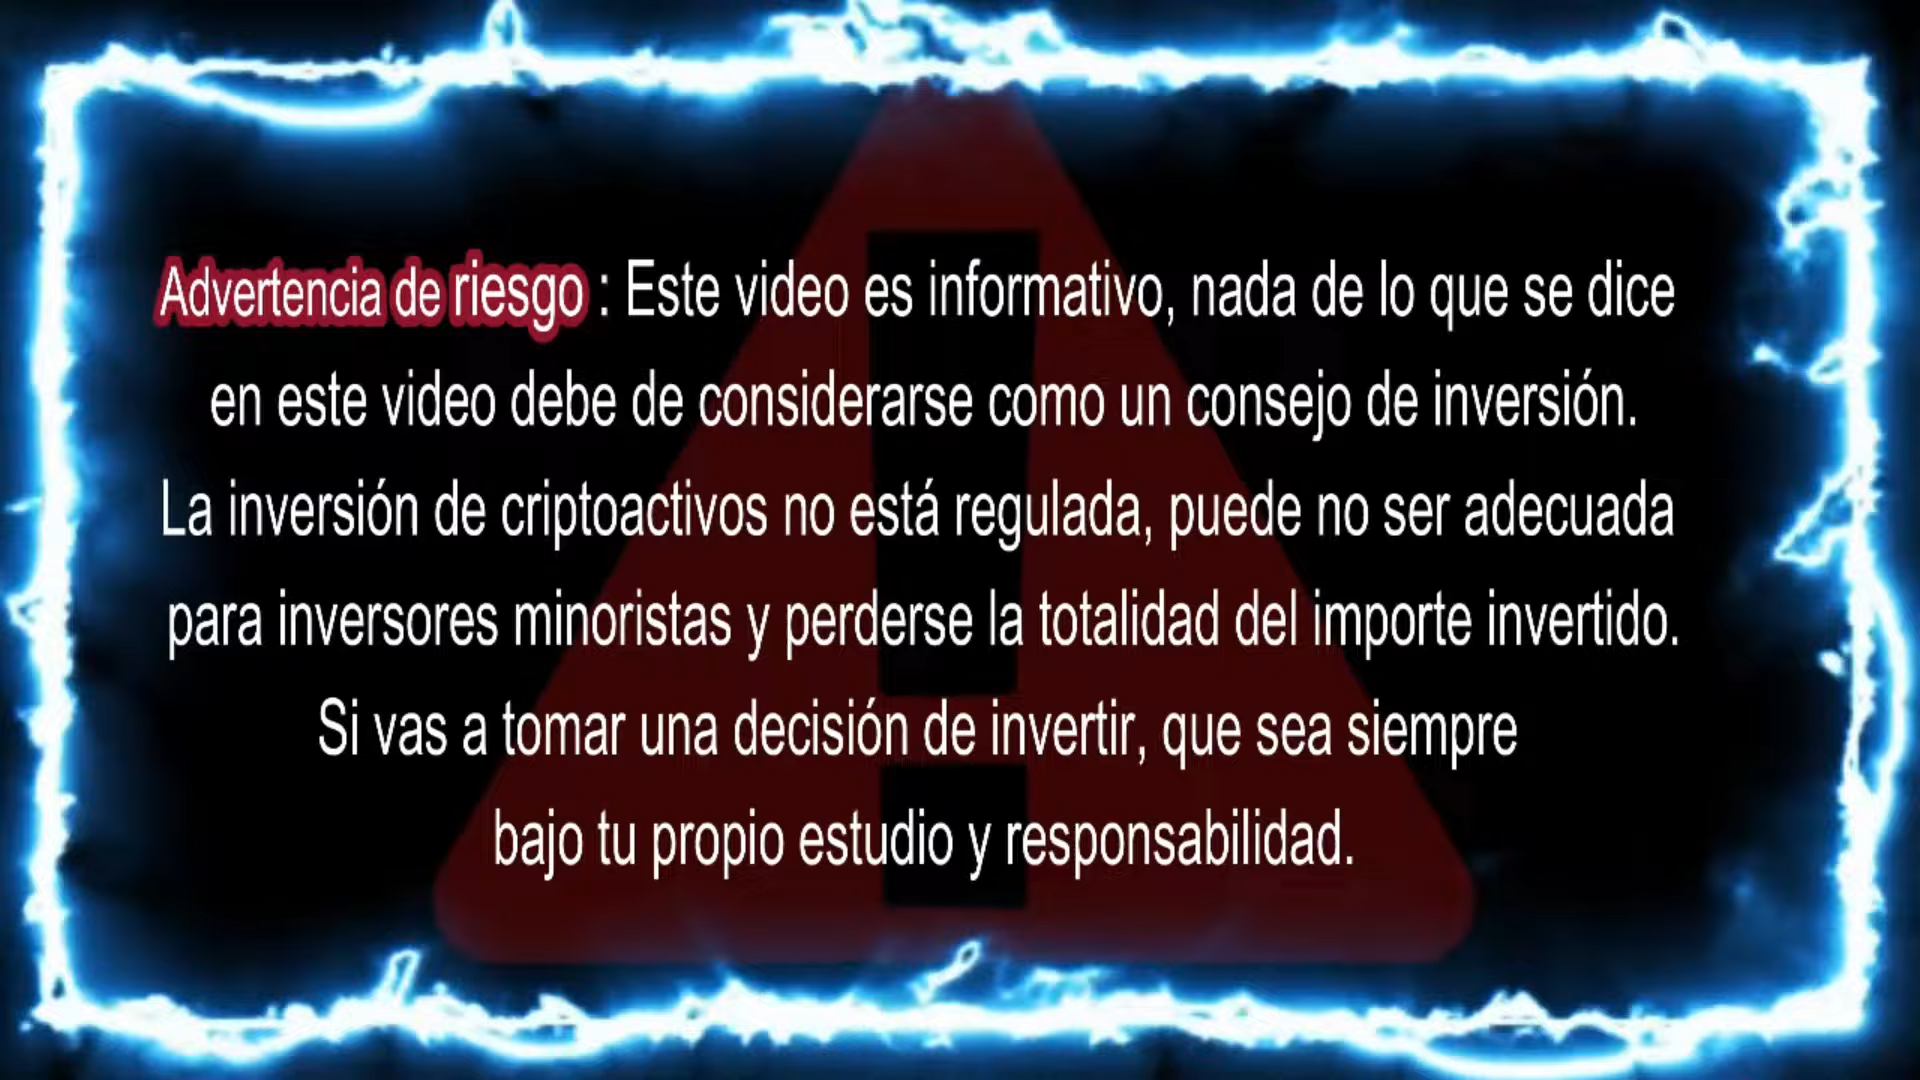 Advertencia de riesgo : Este video es informativo, nada de lo que se dice
en este video debe de considerarse como un consejo de inversión.
La inversión de criptoactivos no está regulada, puede no ser adecuada
para inversores minoristas y perderse la totalidad del importe invertido.
Si vas a tomar una decisión de invertir, que sea siempre
bajo tu propio estudio y responsabilidad.